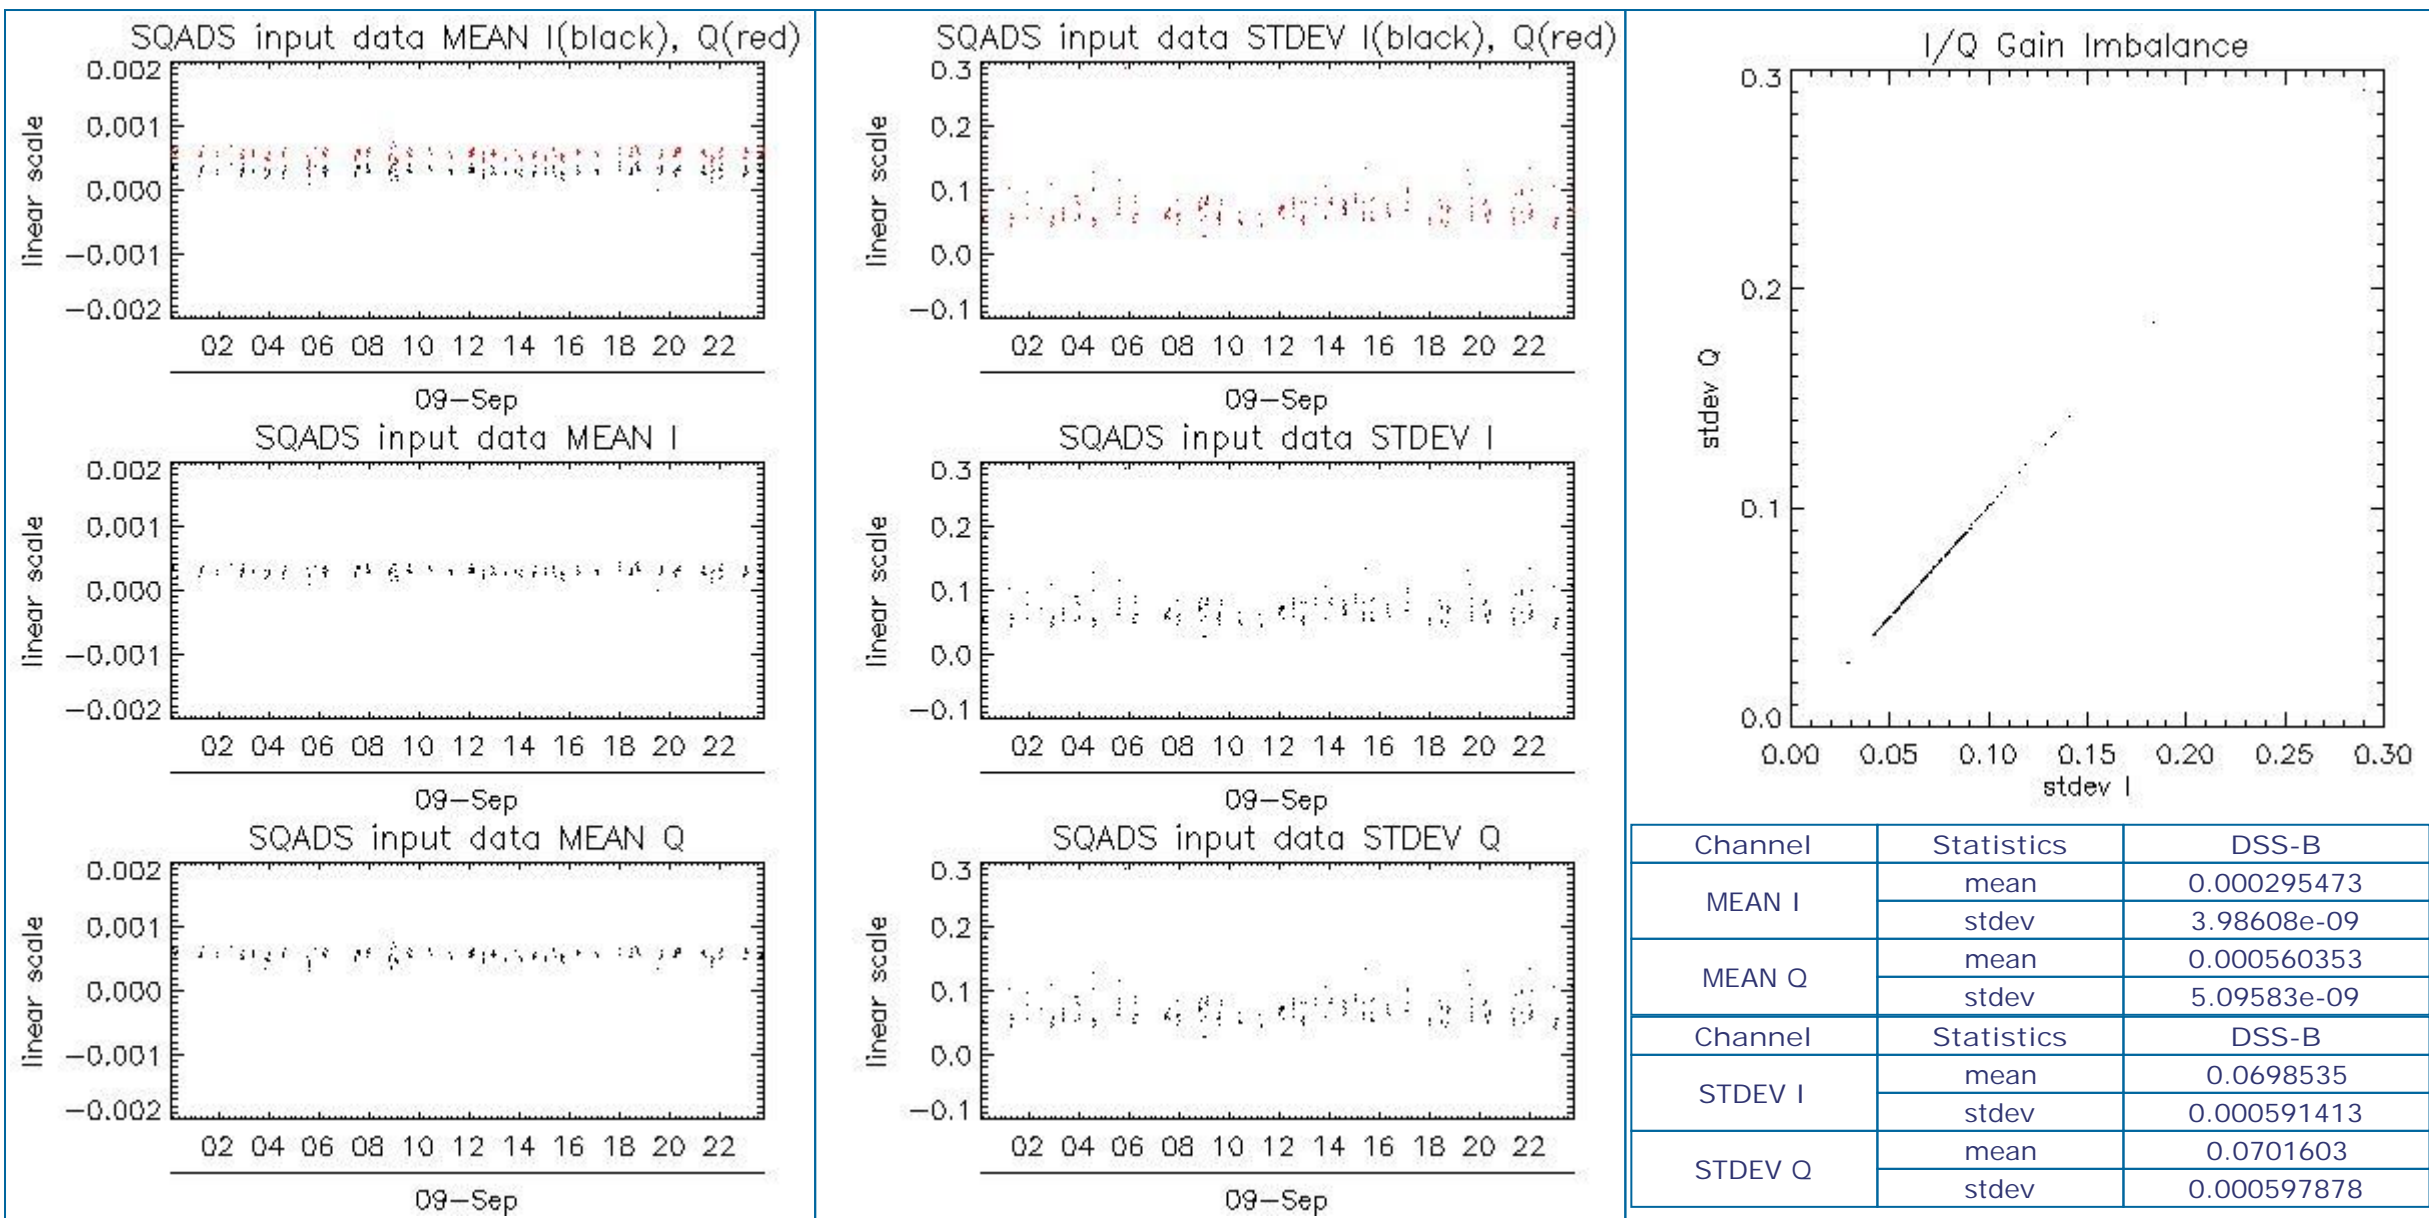 SQADS input data MEAN I(black), Q(red)
0.002
0.001
0.000
−0.001
−0.002
linear scale
02 04 06 08 10 12 14 16 18 20 22
09−Sep
SQADS input data MEAN I
0.002
0.001
0.000
−0.001
−0.002
linear scale
02 04 06 08 10 12 14 16 18 20 22
09−Sep
SQADS input data MEAN Q
0.002
0.001
0.000
−0.001
−0.002
linear scale
02 04 06 08 10 12 14 16 18 20 22
09−Sep
SQADS input data STDEV I(black), Q(red)
0.3
0.2
0.1
0.0
−0.1
linear scale
02 04 06 08 10 12 14 16 18 20 22
09−Sep
SQADS input data STDEV I
0.3
0.2
0.1
0.0
−0.1
linear scale
02 04 06 08 10 12 14 16 18 20 22
09−Sep
SQADS input data STDEV Q
0.3
0.2
0.1
0.0
−0.1
linear scale
02 04 06 08 10 12 14 16 18 20 22
09−Sep
I/Q Gain Imbalance
0.3
0.2
0.1
0.0
stdev Q
0.00 0.05 0.10 0.15 0.20 0.25 0.30
stdev I
Channel Statistics DSS-B
MEAN I mean 0.000295473
stdev 3.98608e-09
MEAN Q mean 0.000560353
stdev 5.09583e-09
Channel Statistics DSS-B
STDEV I mean 0.0698535
stdev 0.000591413
STDEV Q mean 0.0701603
stdev 0.000597878